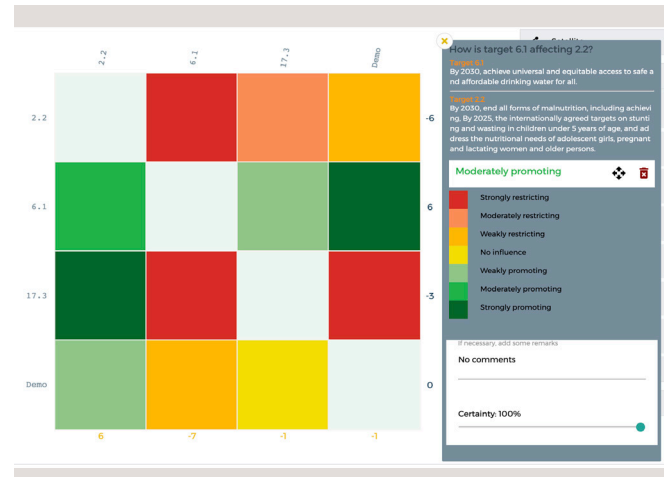 2.2 6.1 17.3 Demo
2.2 -6
6.1 6
17.3 -3
Demo 0
6 -7 -1 -1
How is target 6.1 affecting 2.2?
Target 6.1
By 2030, achieve universal and equitable access to safe a
nd affordable drinking water for all.
Target 2.2
By 2030, end all forms of malnutrition, including achievi
ng, By 2025, the internationally agreed targets on stunti
ng and wasting in children under 5 years of age, and ad
dress the nutritional needs of adolescent girls, pregnant
and lactating women and older persons.
Moderately promoting
Strongly restricting
Moderately restricting
Weakly restricting
No influence
Weakly promoting
Moderately promoting
Strongly promoting
If necessary, add some remarks
No comments
Certainty: 100%